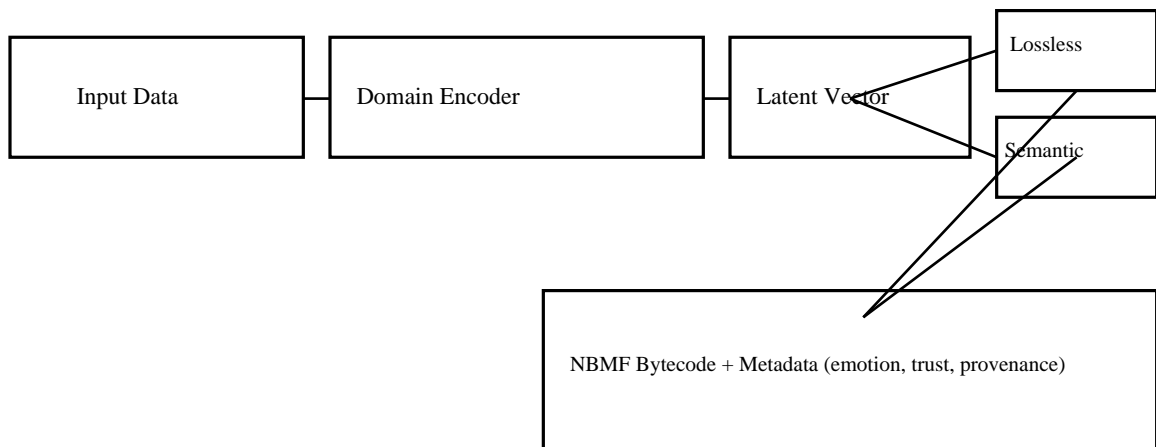 Input Data
Domain Encoder
Latent Vector
Lossless
Semantic
NBMF Bytecode + Metadata (emotion, trust, provenance)